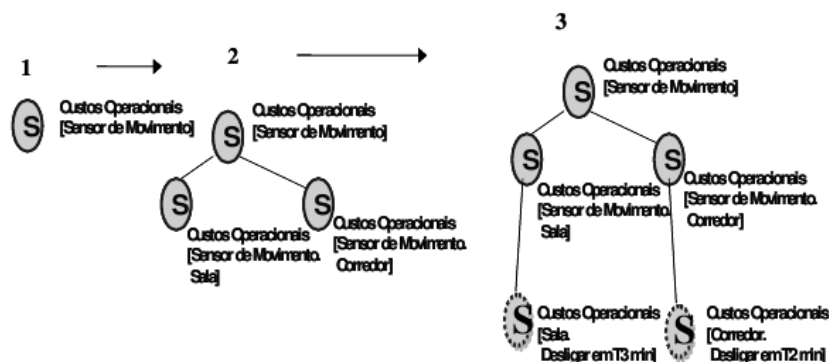 1
S
Custos Operacionais
[Sensor de Movimento]
2
S
Custos Operacionais
[Sensor de Movimento]
S
Custos Operacionais
[Sensor de Movimento.
Sala]
S
Custos Operacionais
[Sensor de Movimento.
Corredor]
3
S
Custos Operacionais
[Sensor de Movimento]
S
Custos Operacionais
[Sensor de Movimento.
Sala]
S
Custos Operacionais
[Sensor de Movimento.
Corredor]
S
Custos Operacionais
[Sala.
Desligar em T3 min]
S
Custos Operacionais
[Corredor.
Desligar em T2 min]